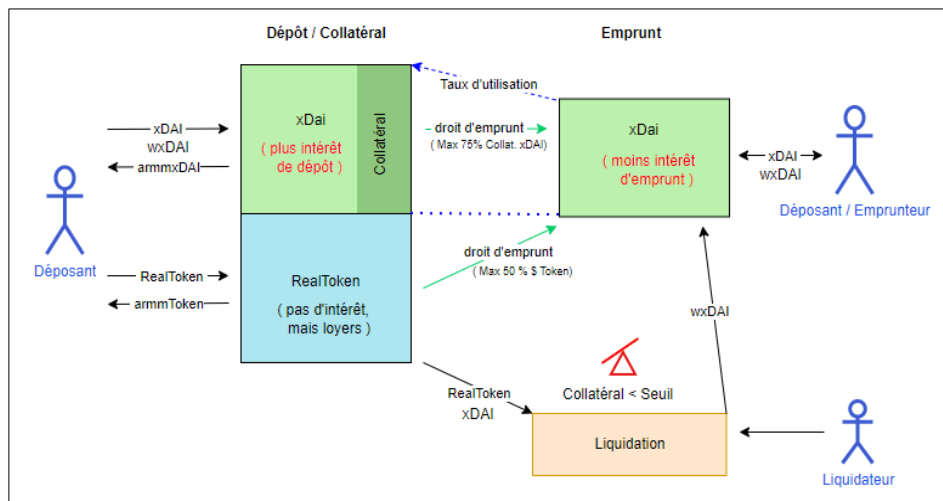 Dépôt / Collatéral
Emprunt
Taux d'utilisation
xDAI
wxDAI
armmxDAI
xDai
( plus intérêt
de dépôt )
Collatéral
droit d'emprunt
( Max 75% Collat. xDAI)
xDai
( moins intérêt
d'emprunt )
xDAI
wxDAI
Déposant / Emprunteur
Déposant
RealToken
armmToken
RealToken
( pas d'intérêt,
mais loyers )
droit d'emprunt
( Max 50 % $ Token)
wxDAI
RealToken
xDAI
Collatéral < Seuil
Liquidation
Liquidateur